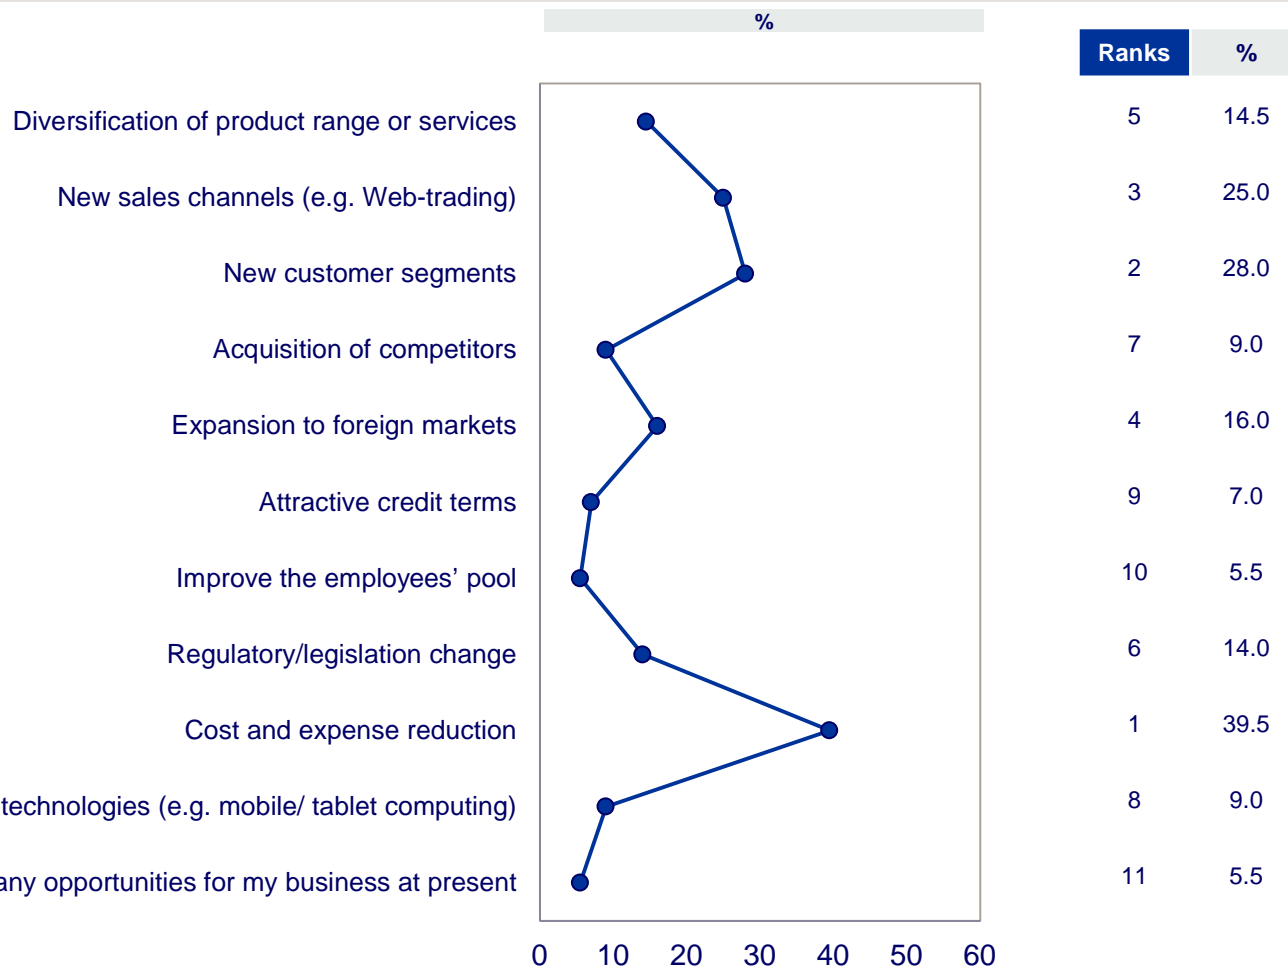 %
Ranks %
Diversification of product range or services 5 14.5
New sales channels (e.g. Web-trading) 3 25.0
New customer segments 2 28.0
Acquisition of competitors 7 9.0
Expansion to foreign markets 4 16.0
Attractive credit terms 9 7.0
Improve the employees’ pool 10 5.5
Regulatory/legislation change 6 14.0
Cost and expense reduction 1 39.5
technologies (e.g. mobile/ tablet computing) 8 9.0
any opportunities for my business at present 11 5.5
0 10 20 30 40 50 60